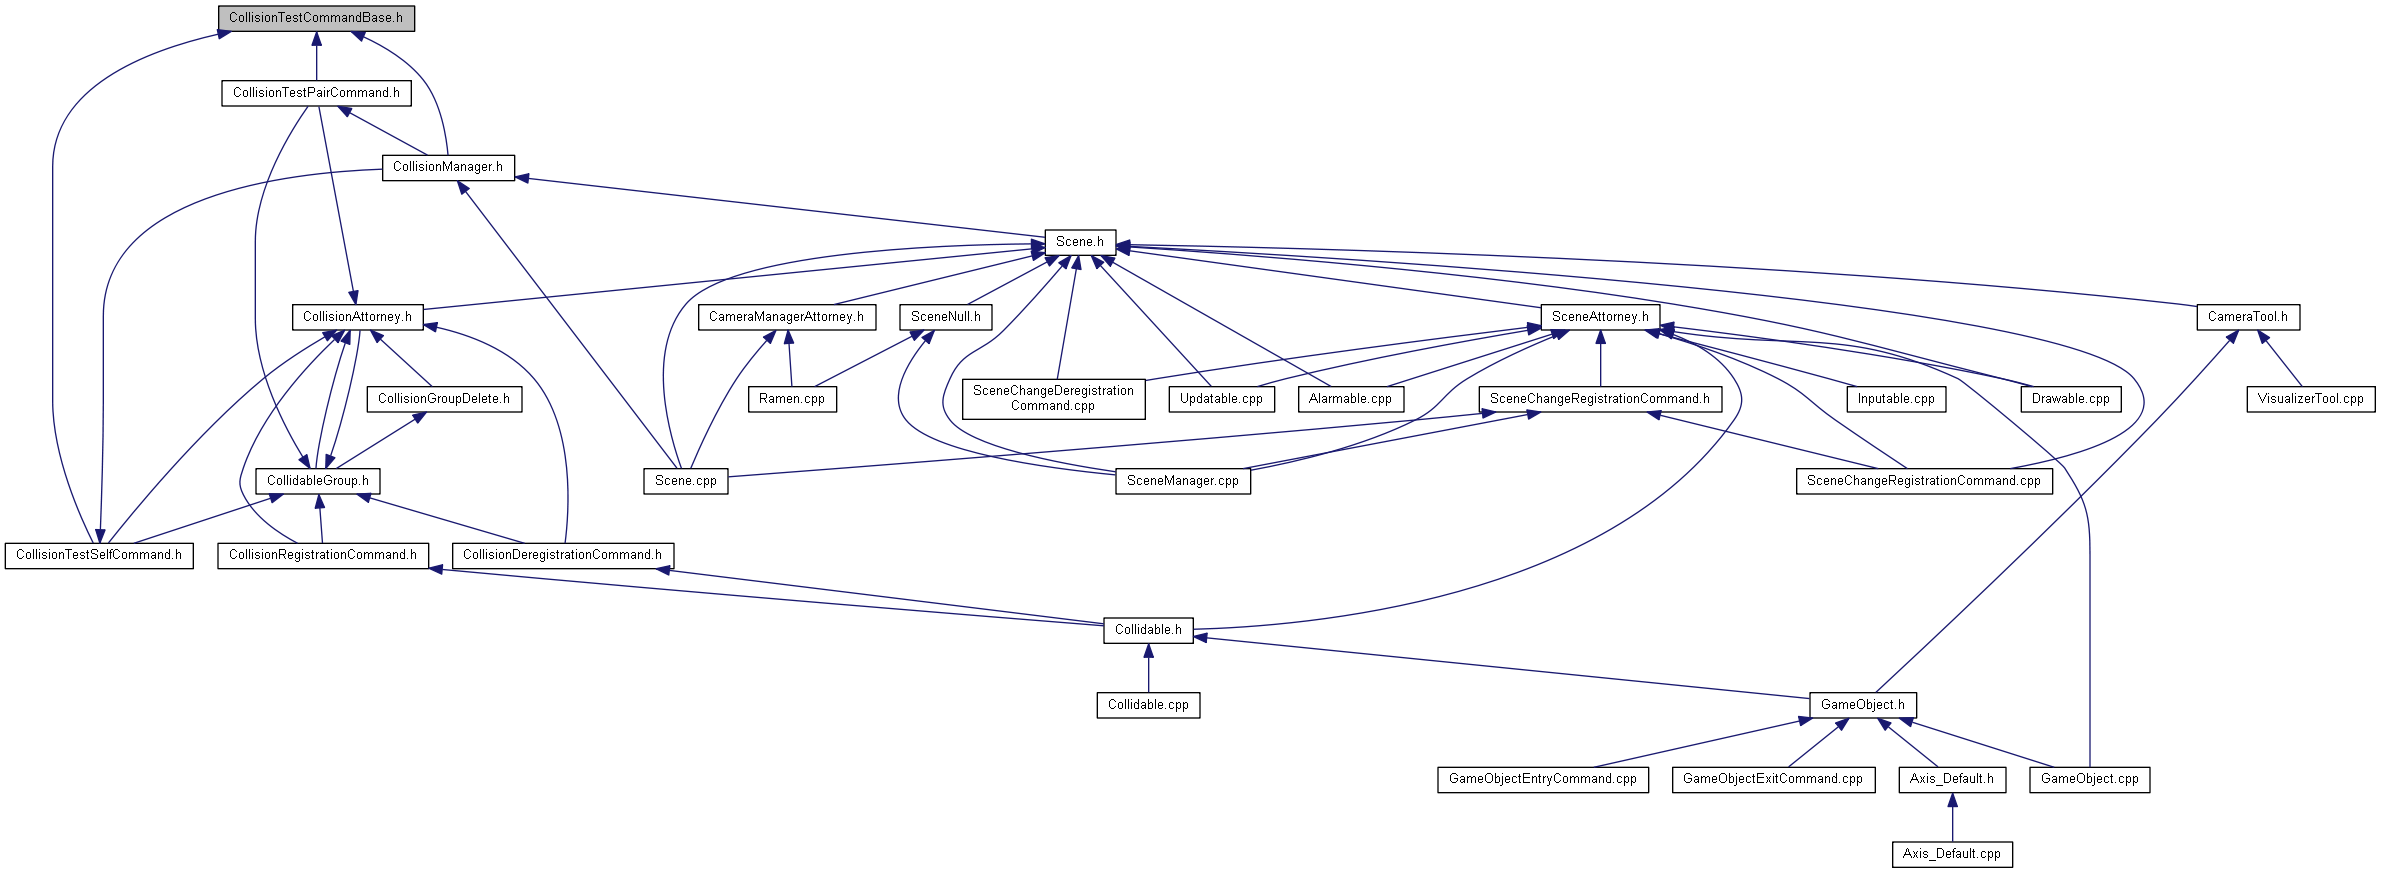 CollisionTestCommandBase.h
CollisionTestPairCommand.h
CollisionManager.h
Scene.h
CollisionAttorney.h
CameraManagerAttorney.h
SceneNull.h
SceneAttorney.h
CameraTool.h
CollisionGroupDelete.h
Ramen.cpp
SceneChangeDeregistration
Command.cpp
Updatable.cpp
Alarmable.cpp
SceneChangeRegistrationCommand.h
Inputable.cpp
Drawable.cpp
VisualizerTool.cpp
CollidableGroup.h
Scene.cpp
SceneManager.cpp
SceneChangeRegistrationCommand.cpp
CollisionTestSelfCommand.h
CollisionRegistrationCommand.h
CollisionDeregistrationCommand.h
Collidable.h
Collidable.cpp
GameObject.h
GameObjectEntryCommand.cpp
GameObjectExitCommand.cpp
Axis_Default.h
GameObject.cpp
Axis_Default.cpp